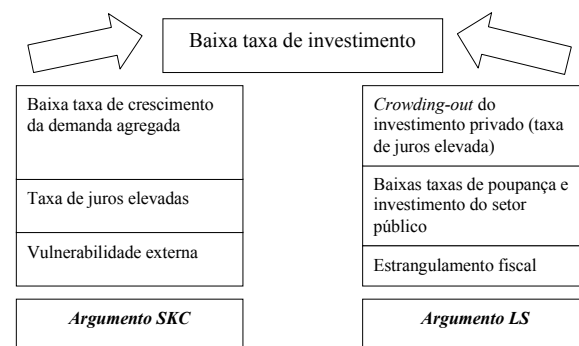 Baixa taxa de investimento
Baixa taxa de crescimento
da demanda agregada
Taxa de juros elevadas
Vulnerabilidade externa
Argumento SKC
Crowding-out do
investimento privado (taxa
de juros elevada)
Baixas taxas de poupança e
investimento do setor
público
Estrangulamento fiscal
Argumento LS